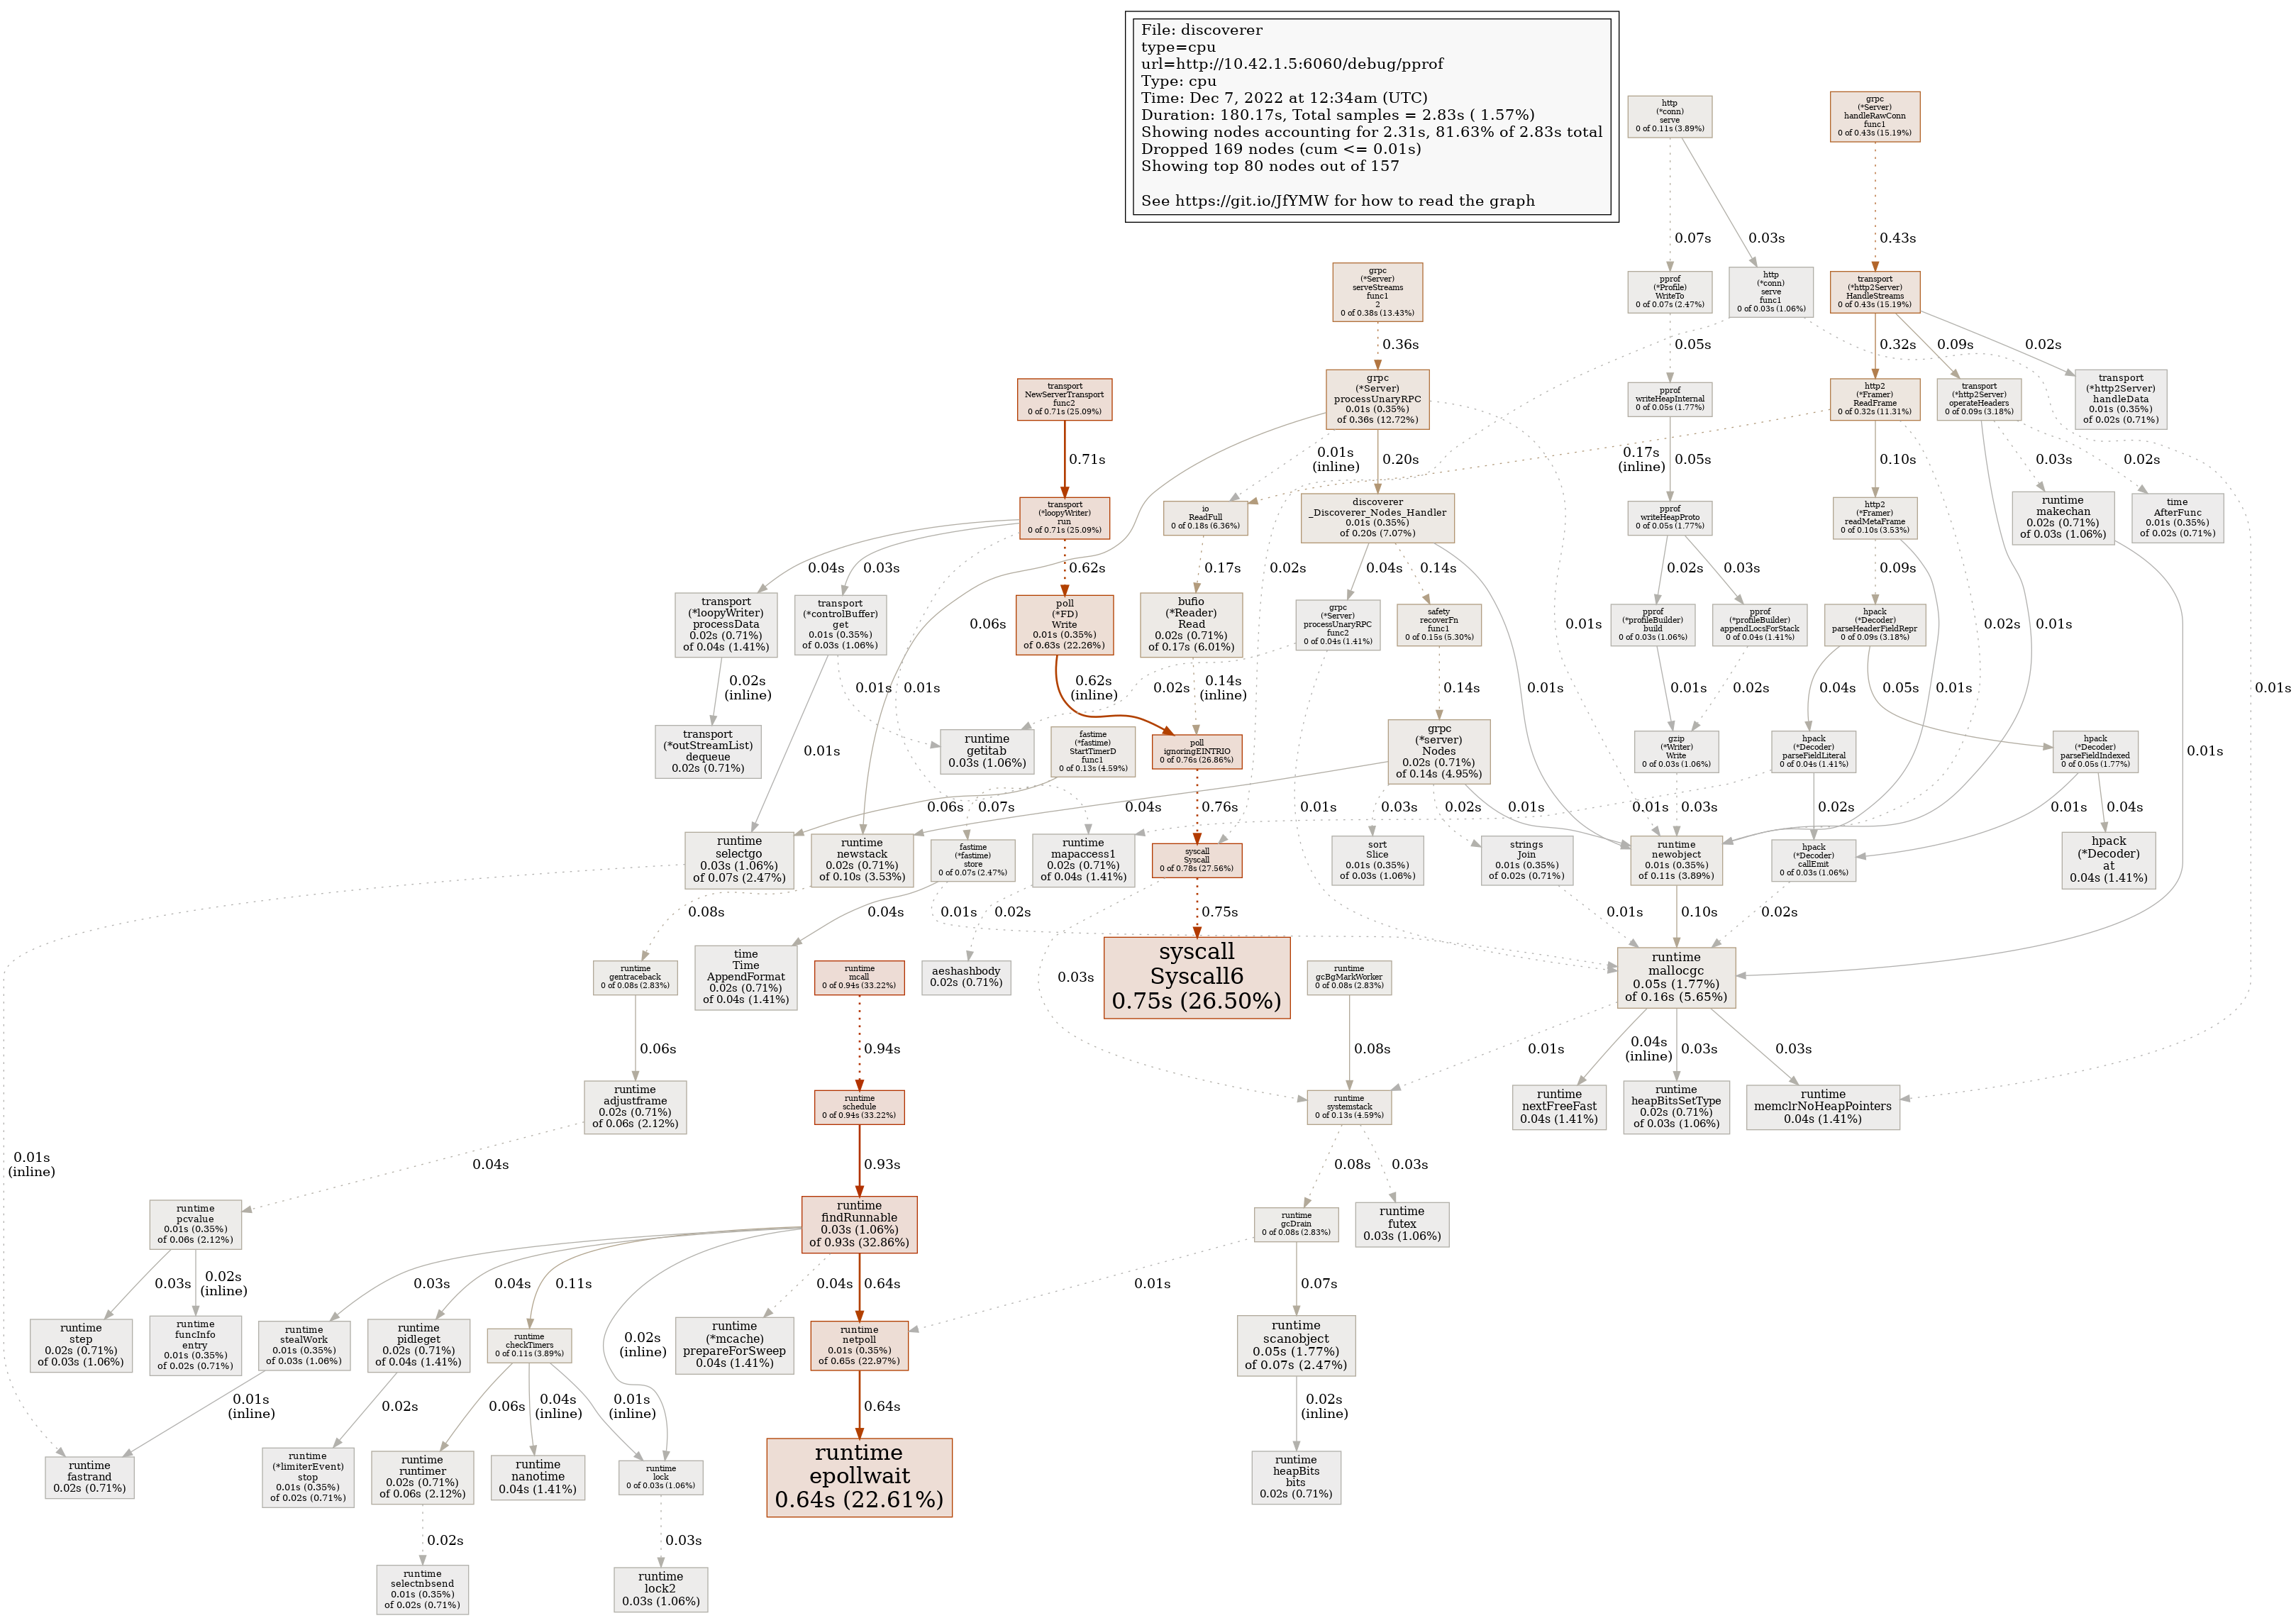 File: discoverer
type=cpu
url=http://10.42.1.5:6060/debug/pprof
Type: cpu
Time: Dec 7, 2022 at 12:34am (UTC)
Duration: 180.17s, Total samples = 2.83s ( 1.57%)
Showing nodes accounting for 2.31s, 81.63% of 2.83s total
Dropped 169 nodes (cum <= 0.01s)
Showing top 80 nodes out of 157
See https://git.io/JfYMW for how to read the graph
http
(*conn)
serve
0 of 0.11s (3.89%)
grpc
(*Server)
handleRawConn
func1
0 of 0.43s (15.19%)
0.07s
0.03s
0.43s
grpc
(*Server)
serveStreams
func1
2
0 of 0.38s (13.43%)
pprof
(*Profile)
WriteTo
0 of 0.07s (2.47%)
http
(*conn)
serve
func1
0 of 0.03s (1.06%)
transport
(*http2Server)
HandleStreams
0 of 0.43s (15.19%)
0.36s
0.05s
0.32s
0.09s
0.02s
transport
NewServerTransport
func2
0 of 0.71s (25.09%)
grpc
(*Server)
processUnaryRPC
0.01s (0.35%)
of 0.36s (12.72%)
pprof
writeHeapInternal
0 of 0.05s (1.77%)
http2
(*Framer)
ReadFrame
0 of 0.32s (11.31%)
transport
(*http2Server)
operateHeaders
0 of 0.09s (3.18%)
transport
(*http2Server)
handleData
0.01s (0.35%)
of 0.02s (0.71%)
0.71s
0.01s
(inline)
0.20s
0.17s
(inline)
0.05s
0.10s
0.03s
0.02s
transport
(*loopyWriter)
run
0 of 0.71s (25.09%)
io
ReadFull
0 of 0.18s (6.36%)
discoverer
_Discoverer_Nodes_Handler
0.01s (0.35%)
of 0.20s (7.07%)
pprof
writeHeapProto
0 of 0.05s (1.77%)
http2
(*Framer)
readMetaFrame
0 of 0.10s (3.53%)
runtime
makechan
0.02s (0.71%)
of 0.03s (1.06%)
time
AfterFunc
0.01s (0.35%)
of 0.02s (0.71%)
0.04s
0.03s
0.62s
0.17s
0.02s
0.04s
0.14s
0.02s
0.03s
0.09s
transport
(*loopyWriter)
processData
0.02s (0.71%)
of 0.04s (1.41%)
transport
(*controlBuffer)
get
0.01s (0.35%)
of 0.03s (1.06%)
0.06s
poll
(*FD)
Write
0.01s (0.35%)
of 0.63s (22.26%)
bufio
(*Reader)
Read
0.02s (0.71%)
of 0.17s (6.01%)
grpc
(*Server)
processUnaryRPC
func2
0 of 0.04s (1.41%)
safety
recoverFn
func1
0 of 0.15s (5.30%)
0.01s
pprof
(*profileBuilder)
build
0 of 0.03s (1.06%)
pprof
(*profileBuilder)
appendLocsForStack
0 of 0.04s (1.41%)
hpack
(*Decoder)
parseHeaderFieldRepr
0 of 0.09s (3.18%)
0.02s
0.01s
0.02s
(inline)
0.01s
0.01s
0.62s
(inline)
0.02s
0.14s
(inline)
0.14s
0.01s
0.01s
0.02s
0.04s
0.05s
0.01s
0.01s
transport
(*outStreamList)
dequeue
0.02s (0.71%)
0.01s
runtime
getitab
0.03s (1.06%)
fastime
(*fastime)
StartTimerD
func1
0 of 0.13s (4.59%)
poll
ignoringEINTRIO
0 of 0.76s (26.86%)
grpc
(*server)
Nodes
0.02s (0.71%)
of 0.14s (4.95%)
gzip
(*Writer)
Write
0 of 0.03s (1.06%)
hpack
(*Decoder)
parseFieldLiteral
0 of 0.04s (1.41%)
hpack
(*Decoder)
parseFieldIndexed
0 of 0.05s (1.77%)
0.01s
0.06s
0.07s
0.04s
0.76s
0.01s
0.03s
0.02s
0.01s
0.01s
0.03s
0.02s
0.01s
0.04s
runtime
selectgo
0.03s (1.06%)
of 0.07s (2.47%)
runtime
newstack
0.02s (0.71%)
of 0.10s (3.53%)
fastime
(*fastime)
store
0 of 0.07s (2.47%)
runtime
mapaccess1
0.02s (0.71%)
of 0.04s (1.41%)
syscall
Syscall
0 of 0.78s (27.56%)
sort
Slice
0.01s (0.35%)
of 0.03s (1.06%)
strings
Join
0.01s (0.35%)
of 0.02s (0.71%)
runtime
newobject
0.01s (0.35%)
of 0.11s (3.89%)
hpack
(*Decoder)
callEmit
0 of 0.03s (1.06%)
hpack
(*Decoder)
at
0.04s (1.41%)
0.08s
0.04s
0.01s
0.02s
0.75s
0.01s
0.10s
0.02s
runtime
gentraceback
0 of 0.08s (2.83%)
time
Time
AppendFormat
0.02s (0.71%)
of 0.04s (1.41%)
runtime
mcall
0 of 0.94s (33.22%)
aeshashbody
0.02s (0.71%)
0.03s
syscall
Syscall6
0.75s (26.50%)
runtime
gcBgMarkWorker
0 of 0.08s (2.83%)
runtime
mallocgc
0.05s (1.77%)
of 0.16s (5.65%)
0.06s
0.94s
0.08s
0.01s
0.04s
(inline)
0.03s
0.03s
runtime
adjustframe
0.02s (0.71%)
of 0.06s (2.12%)
runtime
schedule
0 of 0.94s (33.22%)
runtime
systemstack
0 of 0.13s (4.59%)
runtime
nextFreeFast
0.04s (1.41%)
runtime
heapBitsSetType
0.02s (0.71%)
of 0.03s (1.06%)
runtime
memclrNoHeapPointers
0.04s (1.41%)
0.01s
(inline)
0.04s
0.93s
0.08s
0.03s
runtime
pcvalue
0.01s (0.35%)
of 0.06s (2.12%)
runtime
findRunnable
0.03s (1.06%)
of 0.93s (32.86%)
runtime
gcDrain
0 of 0.08s (2.83%)
runtime
futex
0.03s (1.06%)
0.03s
0.02s
(inline)
0.03s
0.04s
0.11s
0.02s
(inline)
0.04s
0.64s
0.01s
0.07s
runtime
step
0.02s (0.71%)
of 0.03s (1.06%)
runtime
funcInfo
entry
0.01s (0.35%)
of 0.02s (0.71%)
runtime
stealWork
0.01s (0.35%)
of 0.03s (1.06%)
runtime
pidleget
0.02s (0.71%)
of 0.04s (1.41%)
runtime
checkTimers
0 of 0.11s (3.89%)
runtime
(*mcache)
prepareForSweep
0.04s (1.41%)
runtime
netpoll
0.01s (0.35%)
of 0.65s (22.97%)
runtime
scanobject
0.05s (1.77%)
of 0.07s (2.47%)
0.01s
(inline)
0.02s
0.06s
0.04s
(inline)
0.01s
(inline)
0.64s
0.02s
(inline)
runtime
fastrand
0.02s (0.71%)
runtime
(*limiterEvent)
stop
0.01s (0.35%)
of 0.02s (0.71%)
runtime
runtimer
0.02s (0.71%)
of 0.06s (2.12%)
runtime
nanotime
0.04s (1.41%)
runtime
lock
0 of 0.03s (1.06%)
runtime
epollwait
0.64s (22.61%)
runtime
heapBits
bits
0.02s (0.71%)
0.02s
0.03s
runtime
selectnbsend
0.01s (0.35%)
of 0.02s (0.71%)
runtime
lock2
0.03s (1.06%)